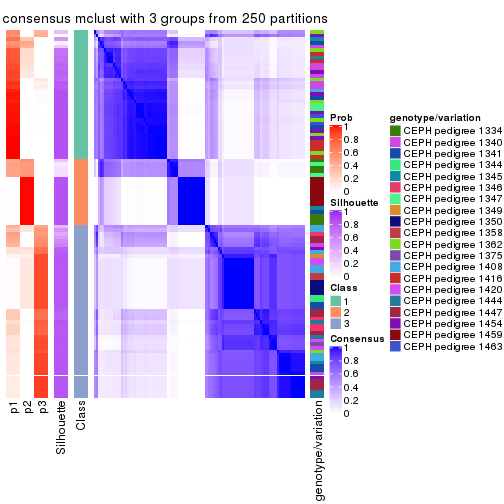 consensus mclust with 3 groups from 250 partitions
Prob
1
0.8
0.6
0.4
0.2
0
Silhouette
1
0.8
0.6
0.4
0.2
0
Class
1
2
3
Consensus
1
0.8
0.6
0.4
0.2
0
genotype/variation
CEPH pedigree 1334
CEPH pedigree 1340
CEPH pedigree 1341
CEPH pedigree 1344
CEPH pedigree 1345
CEPH pedigree 1346
CEPH pedigree 1347
CEPH pedigree 1349
CEPH pedigree 1350
CEPH pedigree 1358
CEPH pedigree 1362
CEPH pedigree 1375
CEPH pedigree 1408
CEPH pedigree 1416
CEPH pedigree 1420
CEPH pedigree 1444
CEPH pedigree 1447
CEPH pedigree 1454
CEPH pedigree 1459
CEPH pedigree 1463
p1
p2
p3
Silhouette
Class
genotype/variation